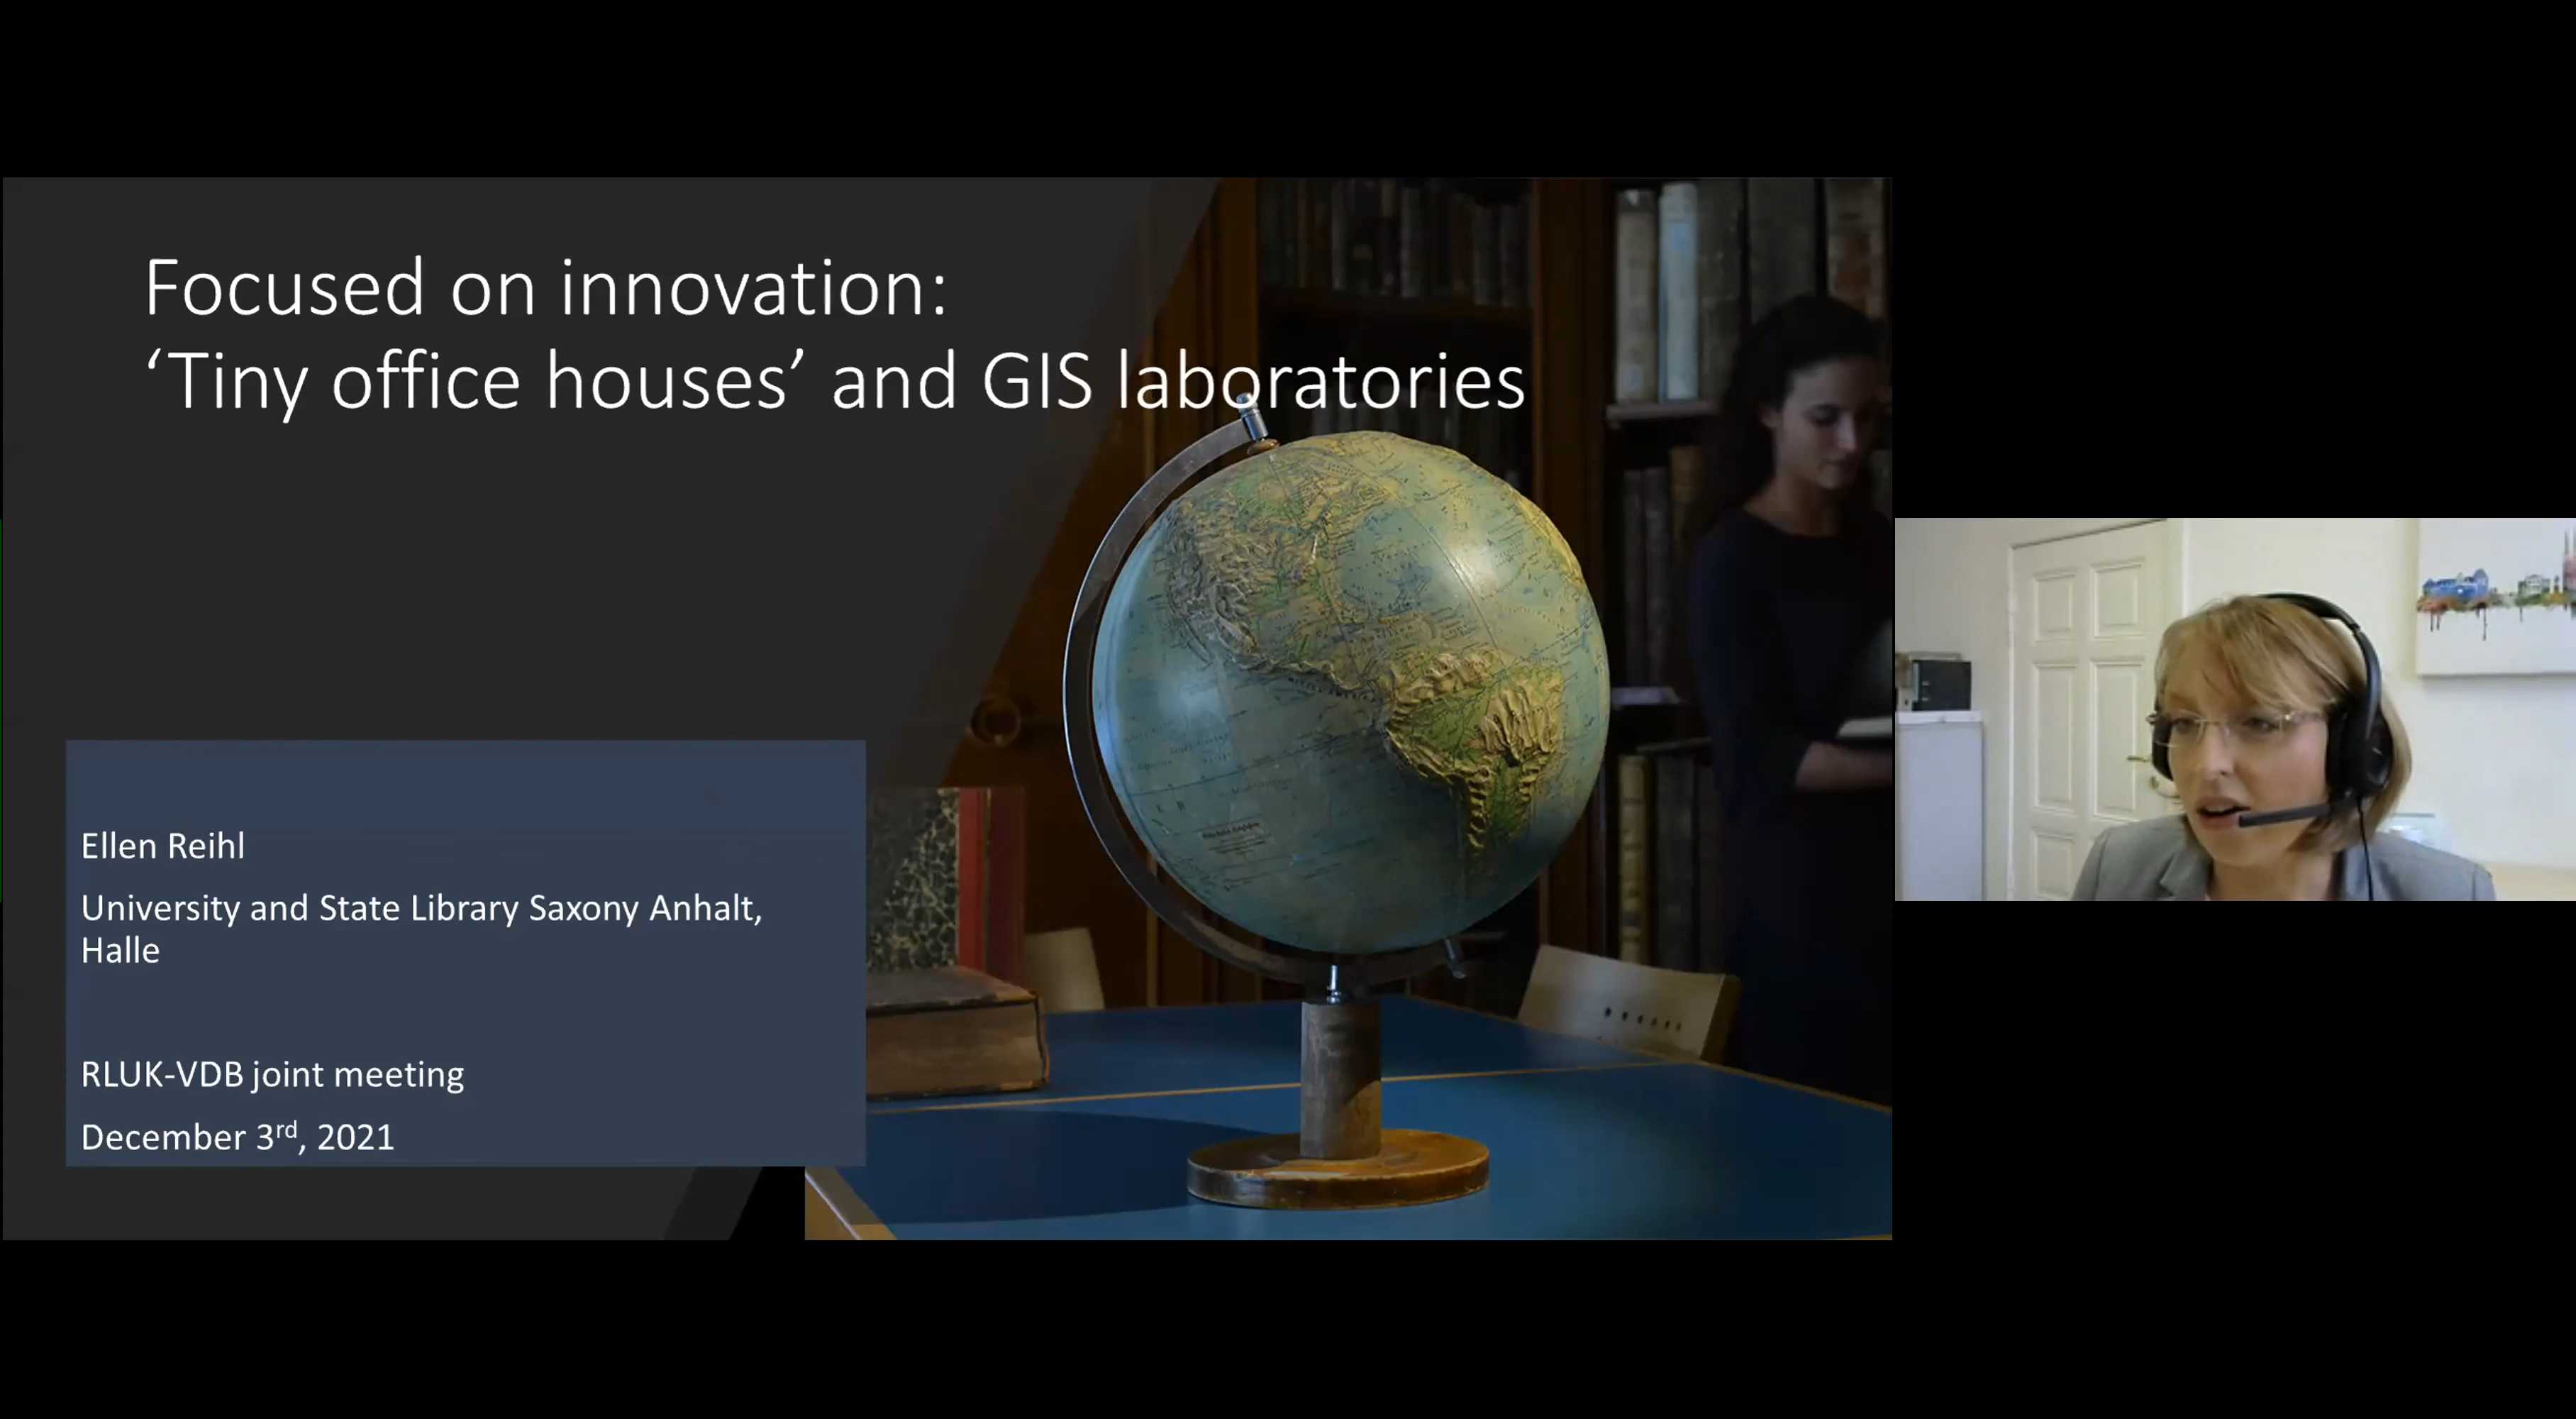 Focused on innovation:
‘Tiny office houses’ and GIS laboratories
Ellen Reihl
University and State Library Saxony Anhalt,
Halle
RLUK-VDB joint meeting
December 3rd, 2021